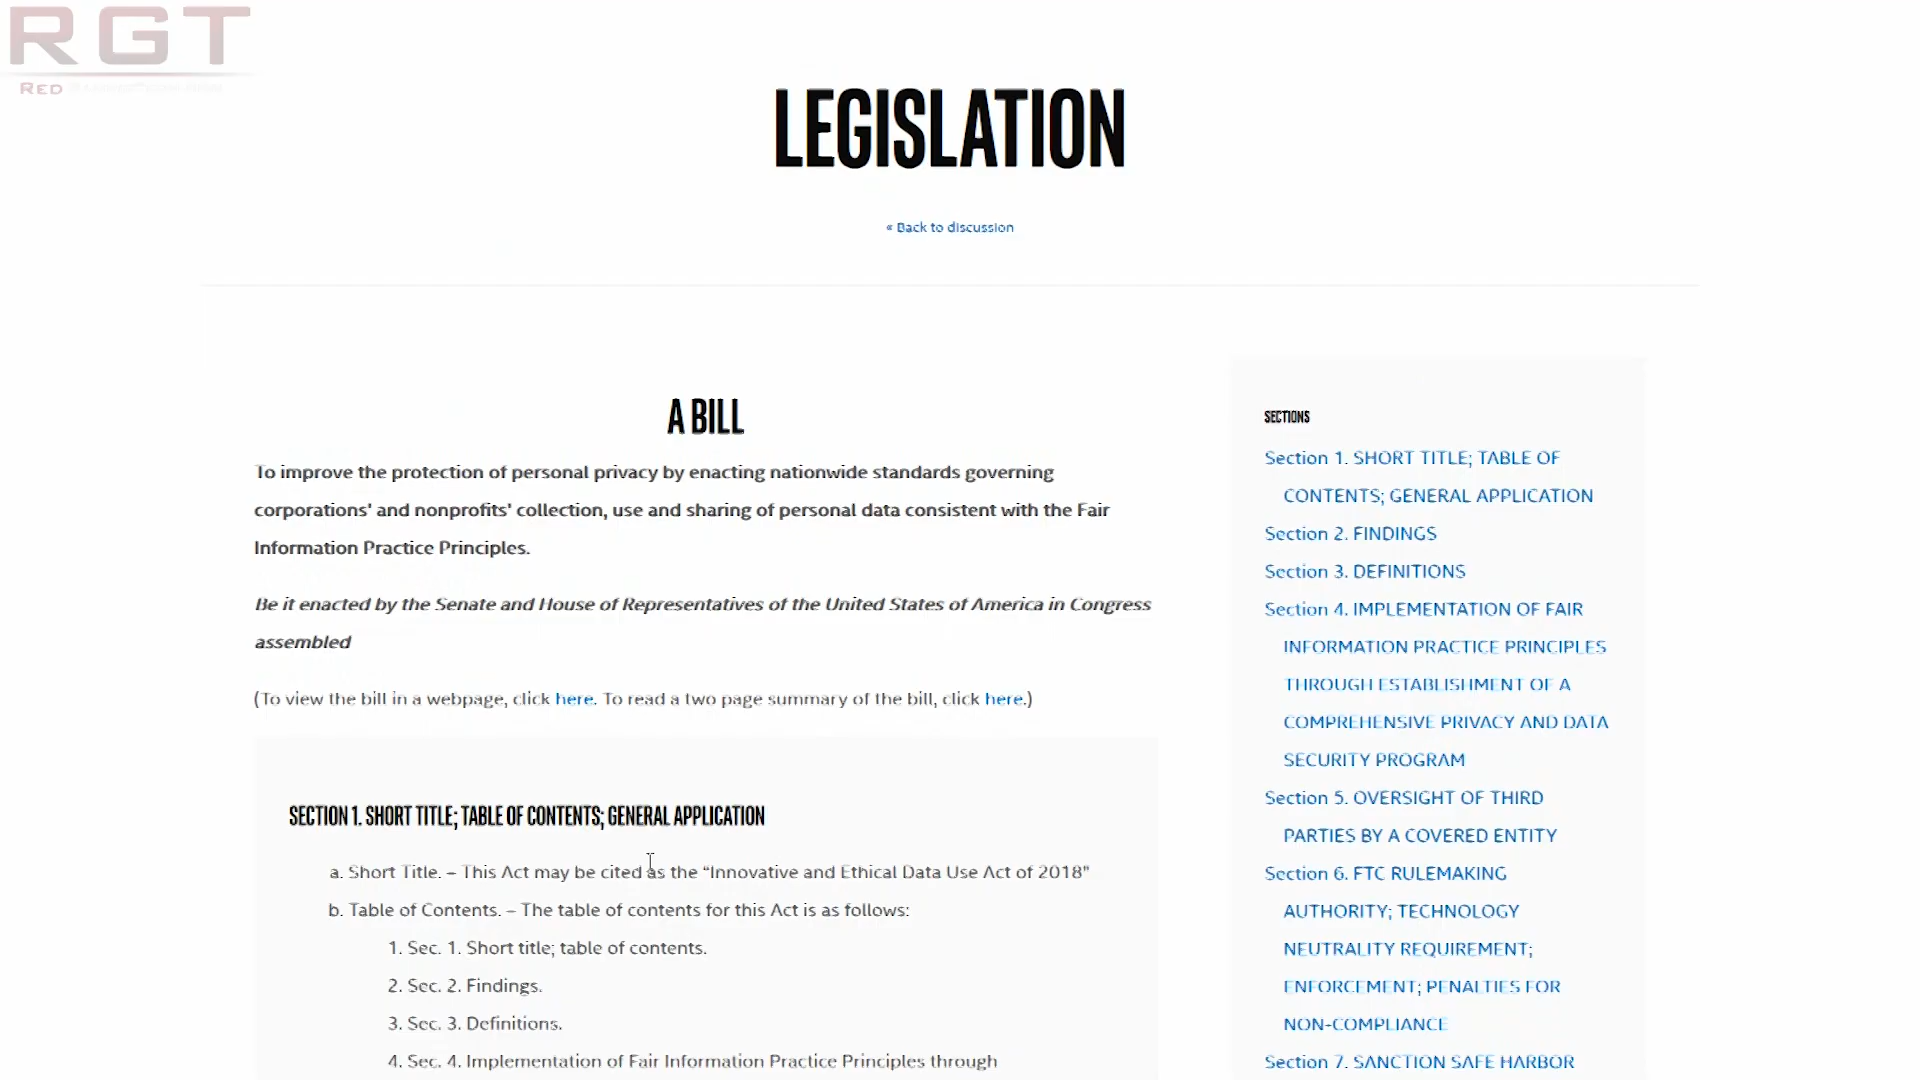 RGT
RED
LEGISLATION
« Back to discussion
A BILL
To improve the protection of personal privacy by enacting nationwide standards governing
corporations' and nonprofits' collection, use and sharing of personal data consistent with the Fair
Information Practice Principles.
Be it enacted by the Senate and House of Representatives of the United States of America in Congress
assembled
(To view the bill in a webpage, click here. To read a two page summary of the bill, click here.)
SECTION 1. SHORT TITLE; TABLE OF CONTENTS; GENERAL APPLICATION
a. Short Title. – This Act may be cited as the “Innovative and Ethical Data Use Act of 2018”
b. Table of Contents. – The table of contents for this Act is as follows:
1. Sec. 1. Short title; table of contents.
2. Sec. 2. Findings.
3. Sec. 3. Definitions.
4. Sec. 4. Implementation of Fair Information Practice Principles through
SECTIONS
Section 1. SHORT TITLE; TABLE OF
CONTENTS; GENERAL APPLICATION
Section 2. FINDINGS
Section 3. DEFINITIONS
Section 4. IMPLEMENTATION OF FAIR
INFORMATION PRACTICE PRINCIPLES
THROUGH ESTABLISHMENT OF A
COMPREHENSIVE PRIVACY AND DATA
SECURITY PROGRAM
Section 5. OVERSIGHT OF THIRD
PARTIES BY A COVERED ENTITY
Section 6. FTC RULEMAKING
AUTHORITY; TECHNOLOGY
NEUTRALITY REQUIREMENT;
ENFORCEMENT; PENALTIES FOR
NON-COMPLIANCE
Section 7. SANCTION SAFE HARBOR